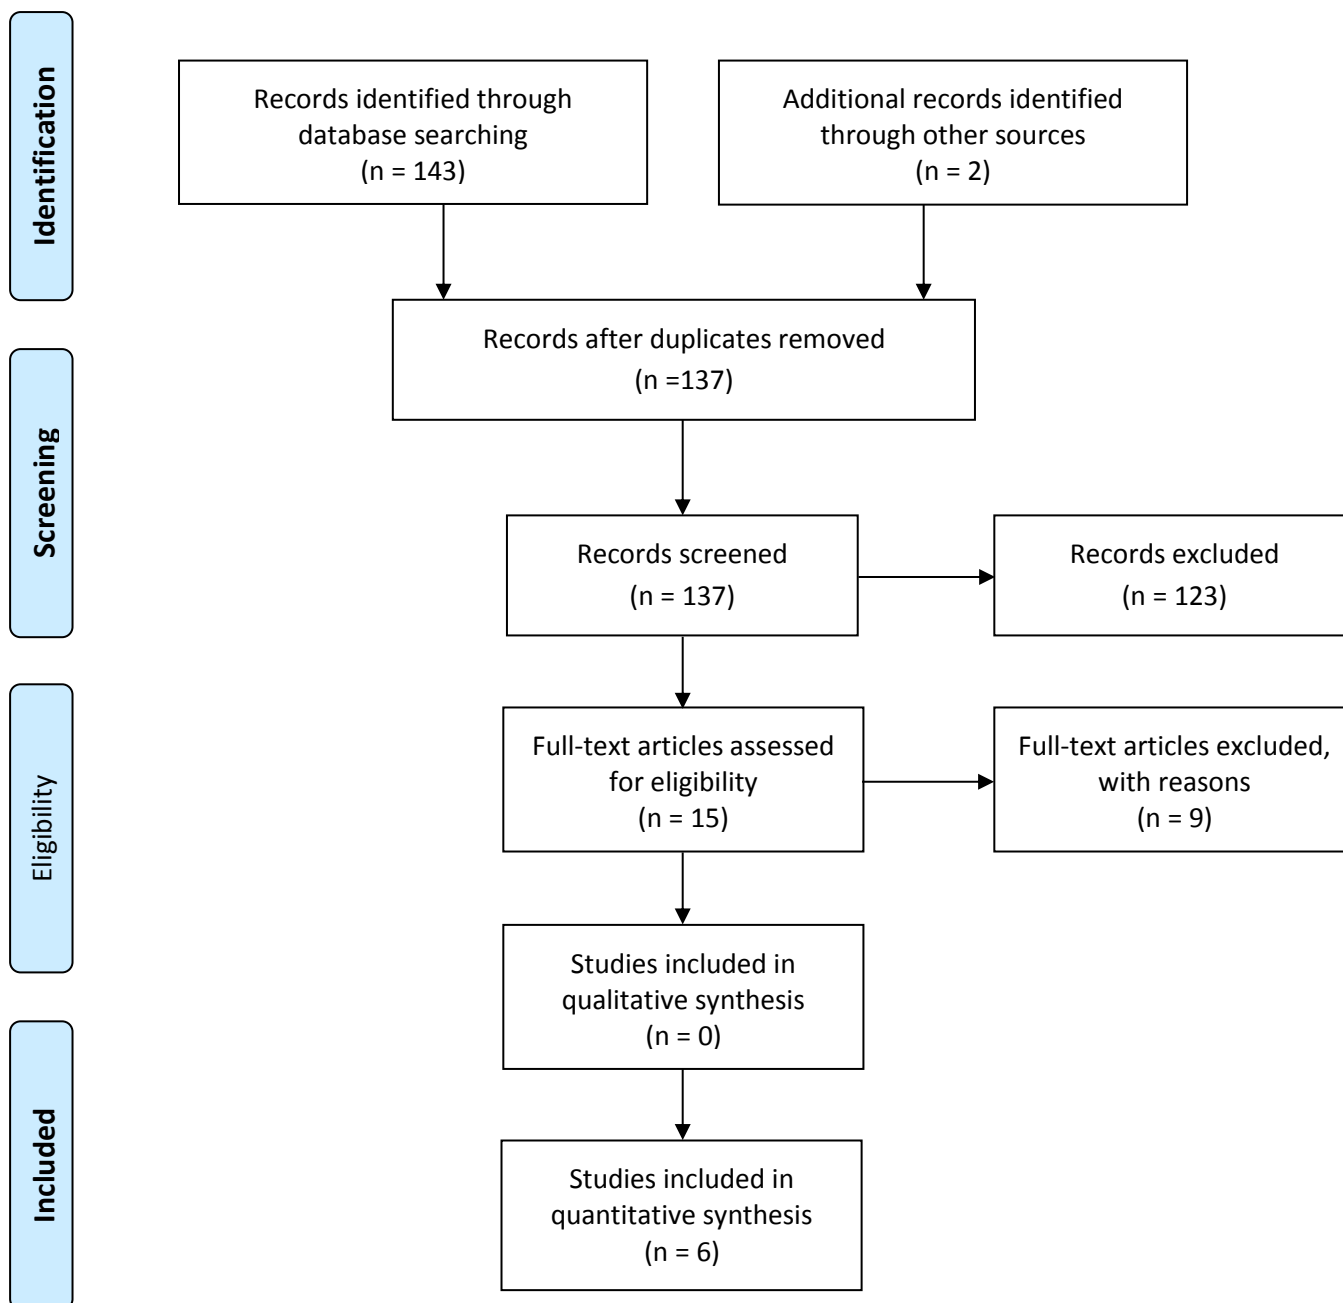 Identification
Records identified through
database searching
(n = 143)
Additional records identified
through other sources
(n = 2)
Records after duplicates removed
(n =137)
Screening
Records screened
(n = 137)
Records excluded
(n = 123)
Eligibility
Full-text articles assessed
for eligibility
(n = 15)
Full-text articles excluded,
with reasons
(n = 9)
Studies included in
qualitative synthesis
(n = 0)
Included
Studies included in
quantitative synthesis
(n = 6)